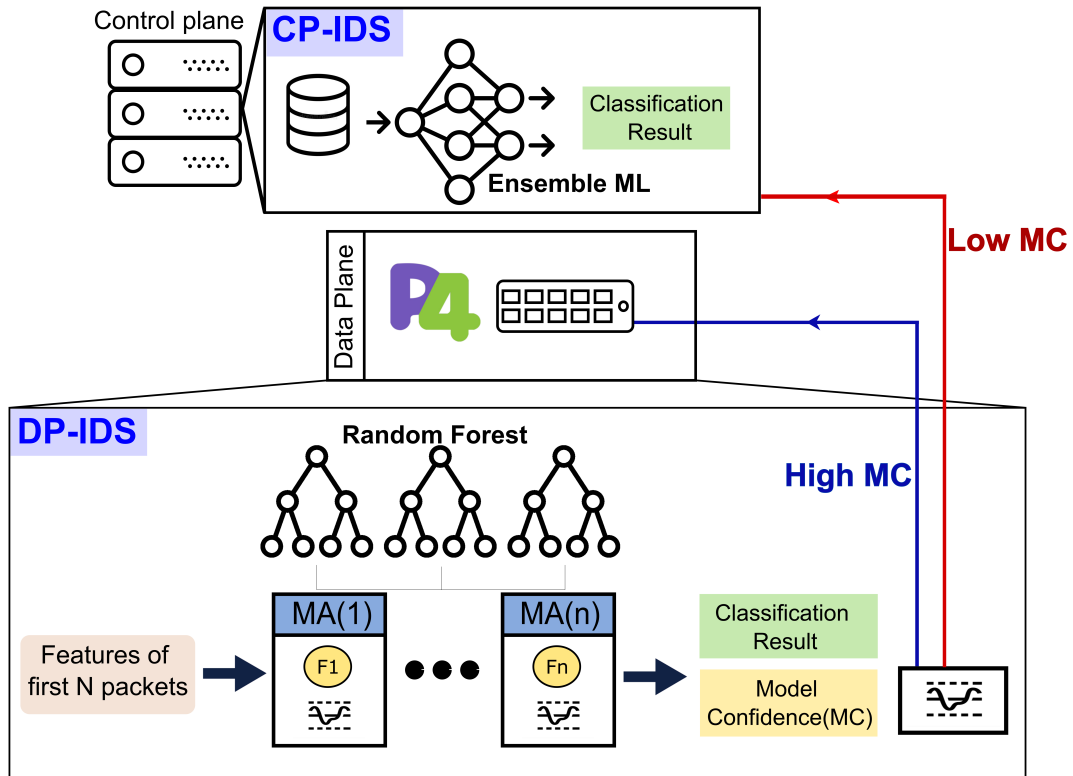 Control plane
CP-IDS
Classification
Result
Ensemble ML
Low MC
Data Plane
P4
DP-IDS
Random Forest
High MC
MA(1)
MA(n)
Features of
first N packets
F1
Fn
Classification
Result
Model
Confidence(MC)